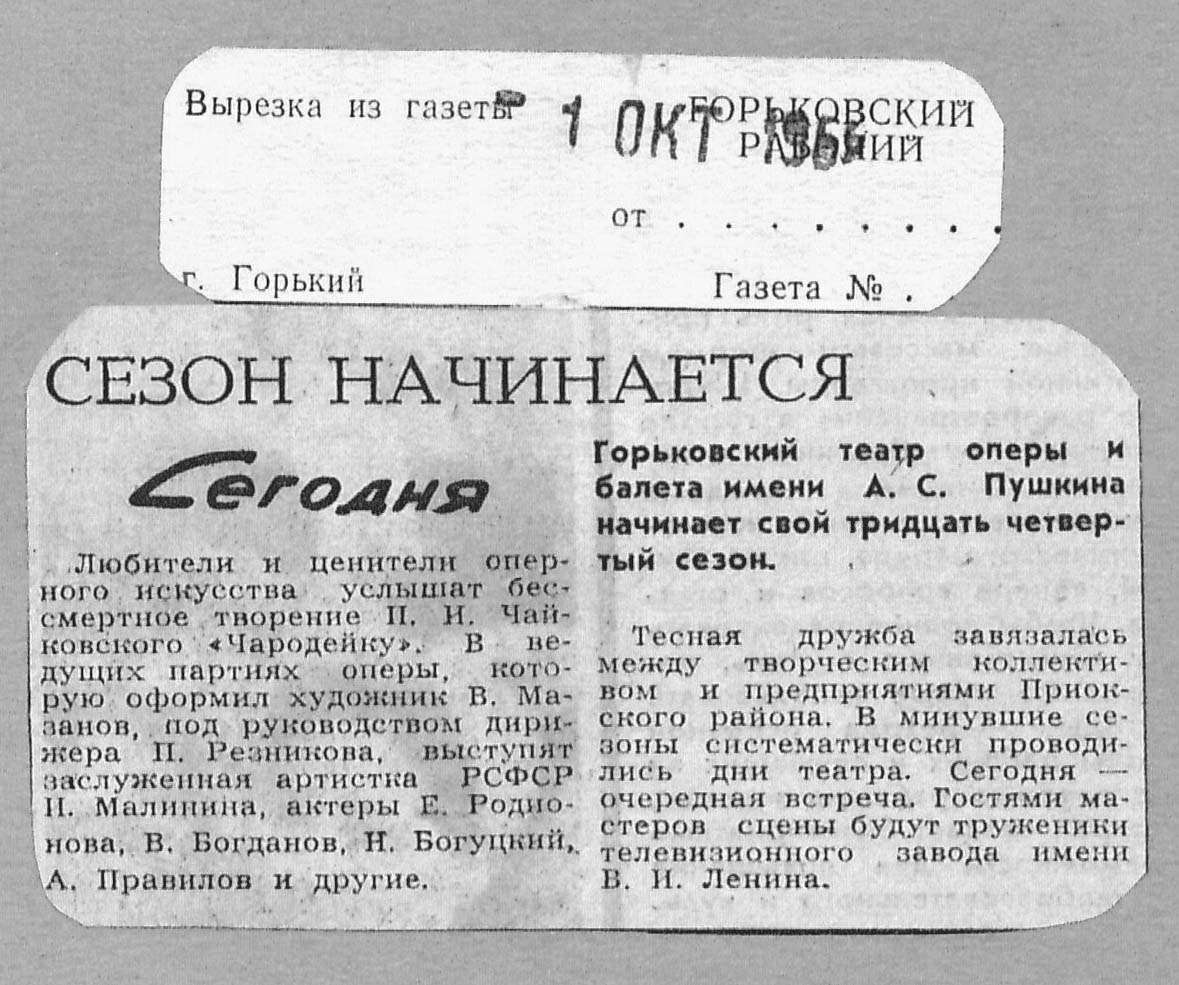 Вырезка из газеты
ГОРЬКОВСКИЙ
РАБОЧИЙ
1 ОКТ
от . . . . . . . .
г. Горький
Газета № .
СЕЗОН НАЧИНАЕТСЯ
Сегодня
Любители и ценители опер-
ного искусства услышат бес-
смертное творение П. И. Чай-
ковского «Чародейку». В ве-
дущих партиях оперы, кото-
рую оформил художник В. Ма-
занов, под руководством дири-
жера П. Резникова, выступят
заслуженная артистка РСФСР
И. Малинина, актеры Е. Родио-
нова, В. Богданов, Н. Богуцкий,
А. Правилов и другие.
Горьковский театр оперы и
балета имени А. С. Пушкина
начинает свой тридцать четвер-
тый сезон.
Тесная дружба завязалась
между творческим коллекти-
вом и предприятиями Приок-
ского района. В минувшие се-
зоны систематически проводи-
лись дни театра. Сегодня —
очередная встреча. Гостями ма-
стеров сцены будут труженики
телевизионного завода имени
В. И. Ленина.